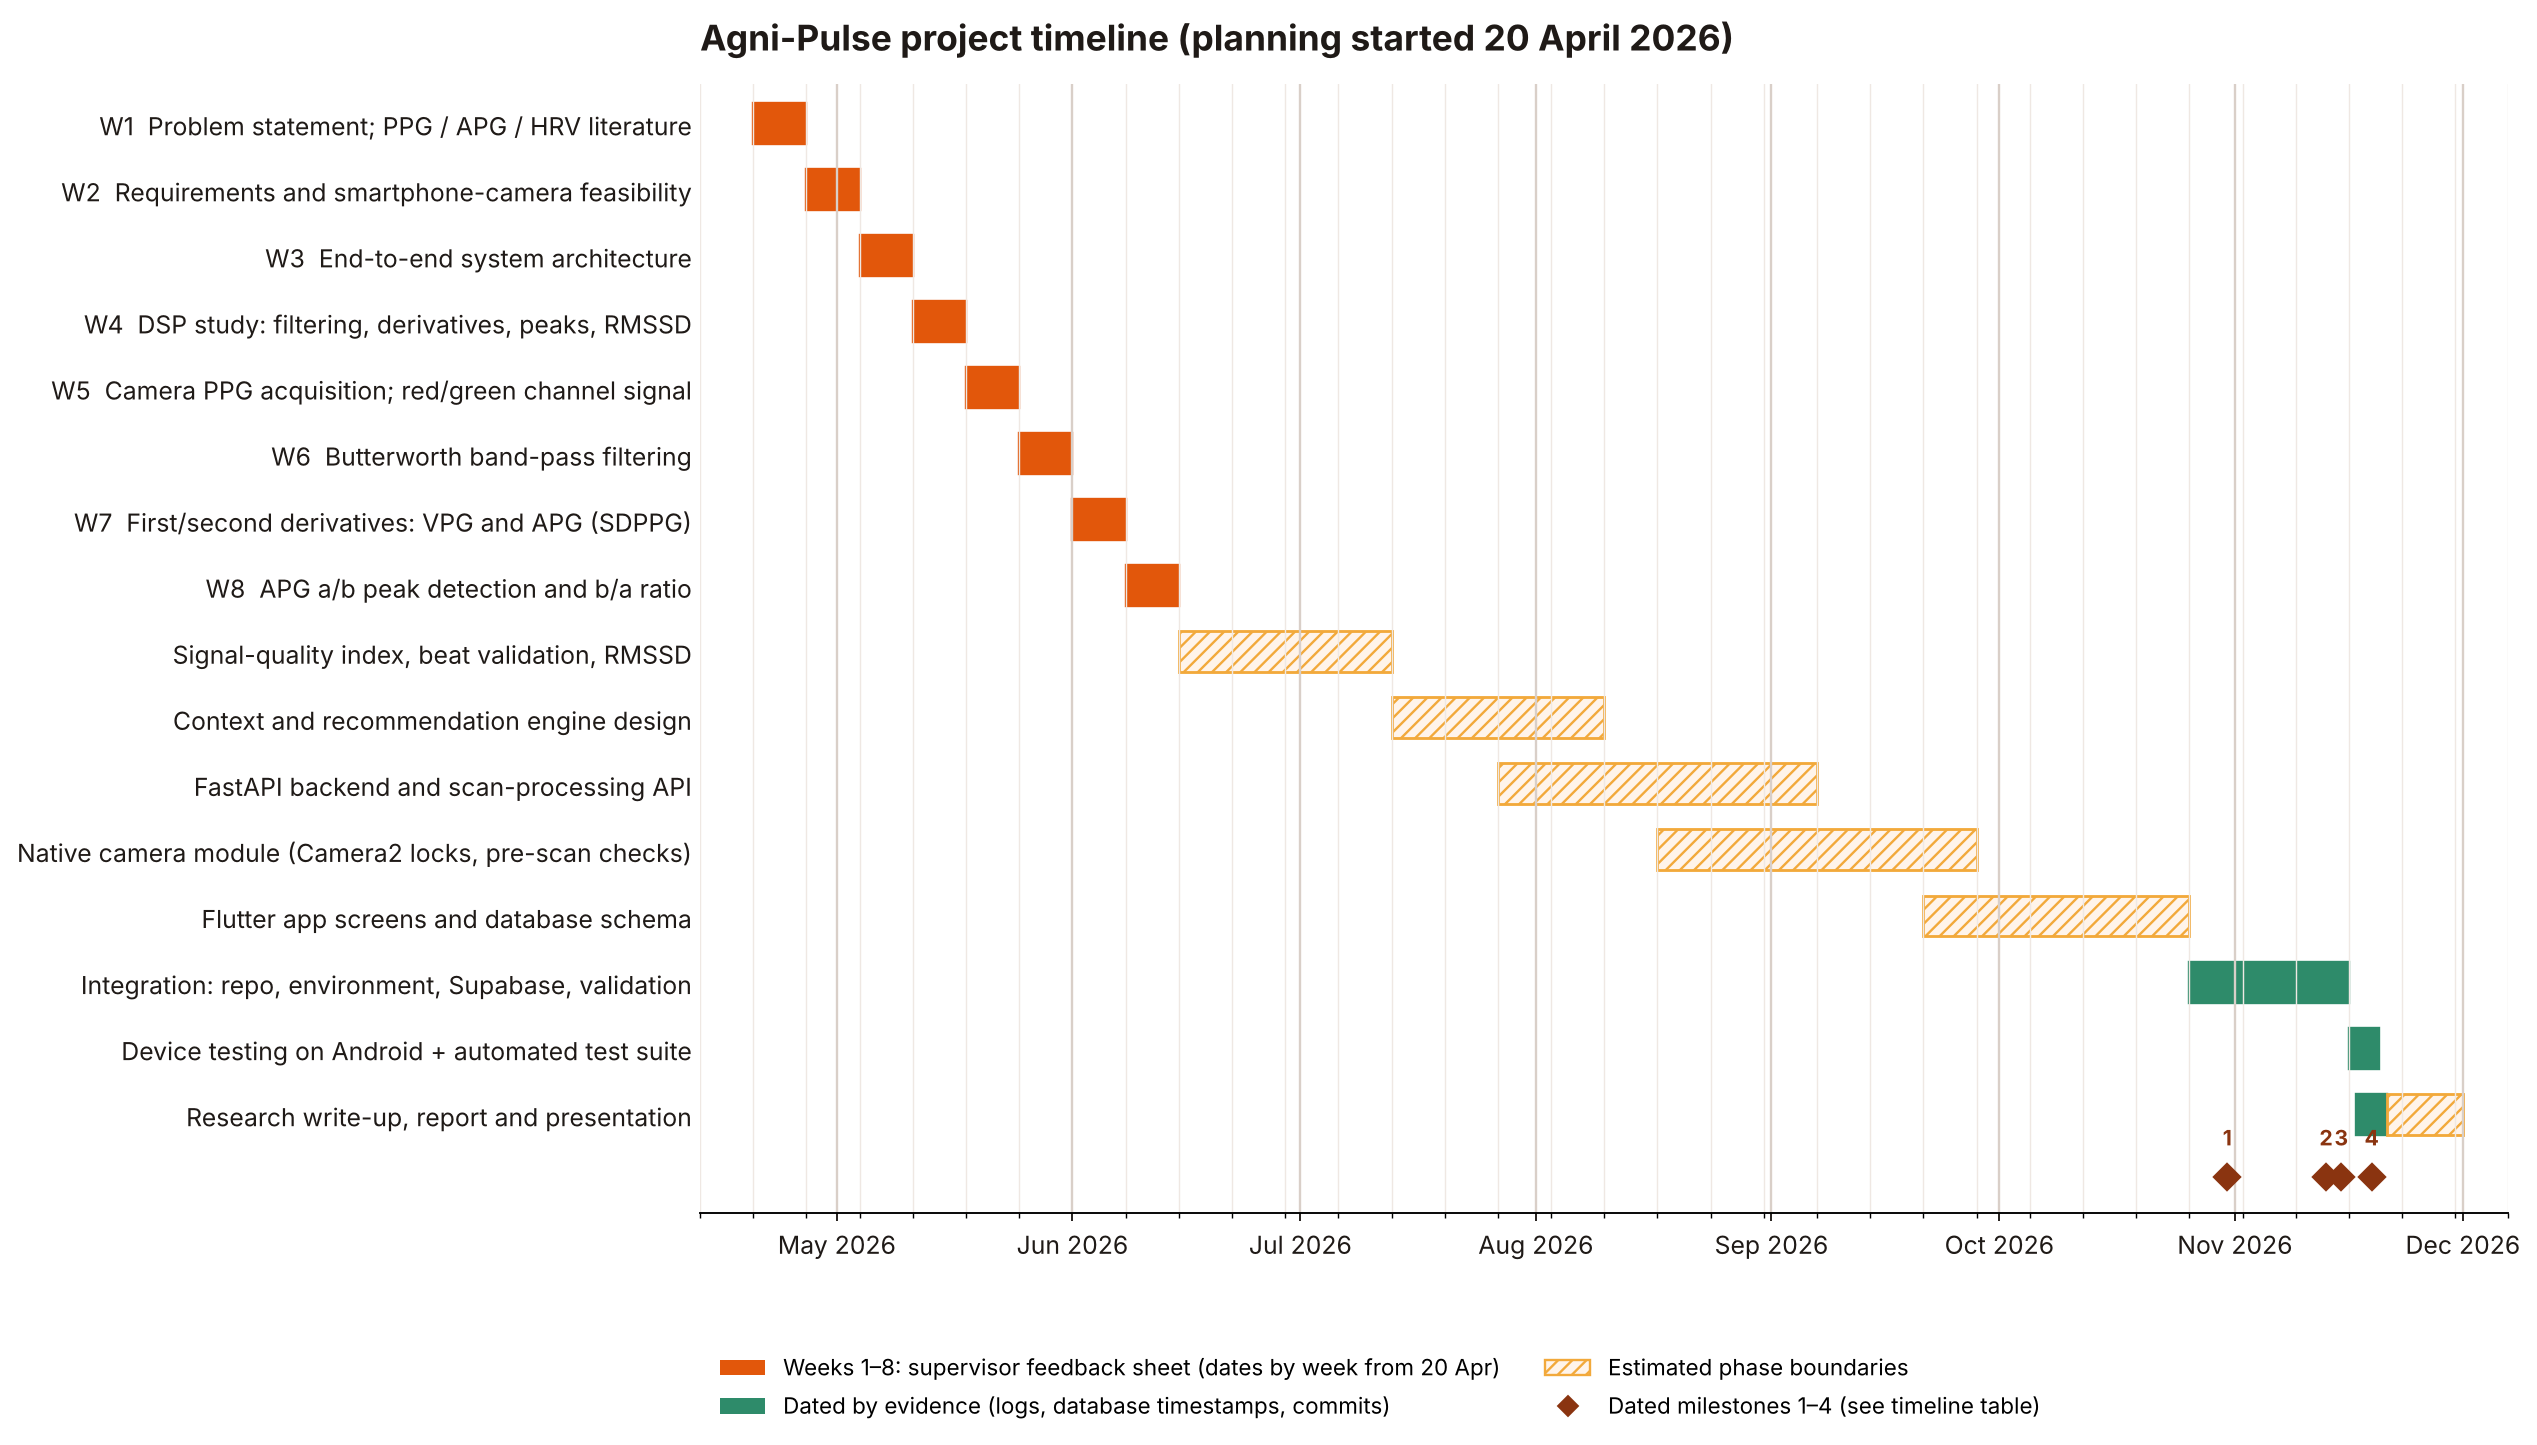 Agni-Pulse project timeline (planning started 20 April 2026)
W1 Problem statement; PPG / APG / HRV literature
W2 Requirements and smartphone-camera feasibility
W3 End-to-end system architecture
W4 DSP study: filtering, derivatives, peaks, RMSSD
W5 Camera PPG acquisition; red/green channel signal
W6 Butterworth band-pass filtering
W7 First/second derivatives: VPG and APG (SDPPG)
W8 APG a/b peak detection and b/a ratio
Signal-quality index, beat validation, RMSSD
Context and recommendation engine design
FastAPI backend and scan-processing API
Native camera module (Camera2 locks, pre-scan checks)
Flutter app screens and database schema
Integration: repo, environment, Supabase, validation
Device testing on Android + automated test suite
Research write-up, report and presentation
1 2 3 4
May 2026 Jun 2026 Jul 2026 Aug 2026 Sep 2026 Oct 2026 Nov 2026 Dec 2026
Weeks 1–8: supervisor feedback sheet (dates by week from 20 Apr)
Dated by evidence (logs, database timestamps, commits)
Estimated phase boundaries
Dated milestones 1–4 (see timeline table)